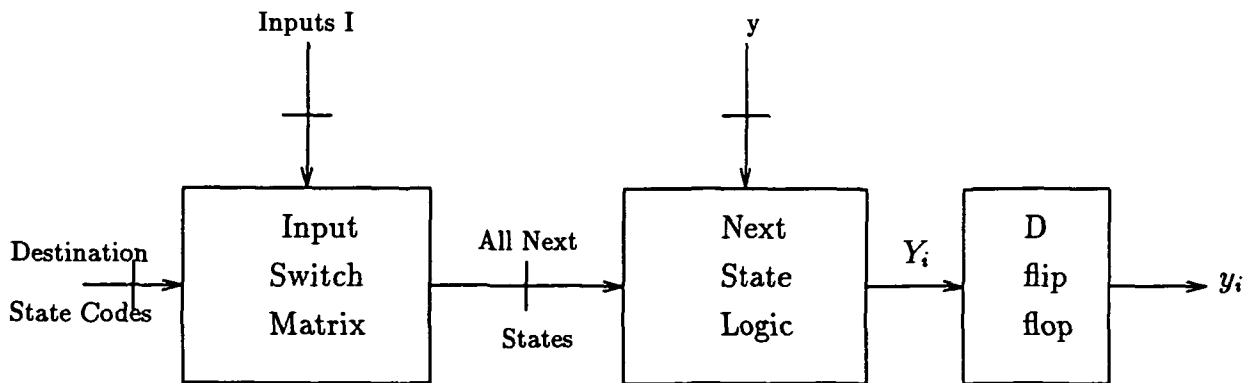 Inputs I
y
Destination
State Codes
Input
Switch
Matrix
All Next
States
Next
State
Logic
Y_i
D
flip
flop
y_i